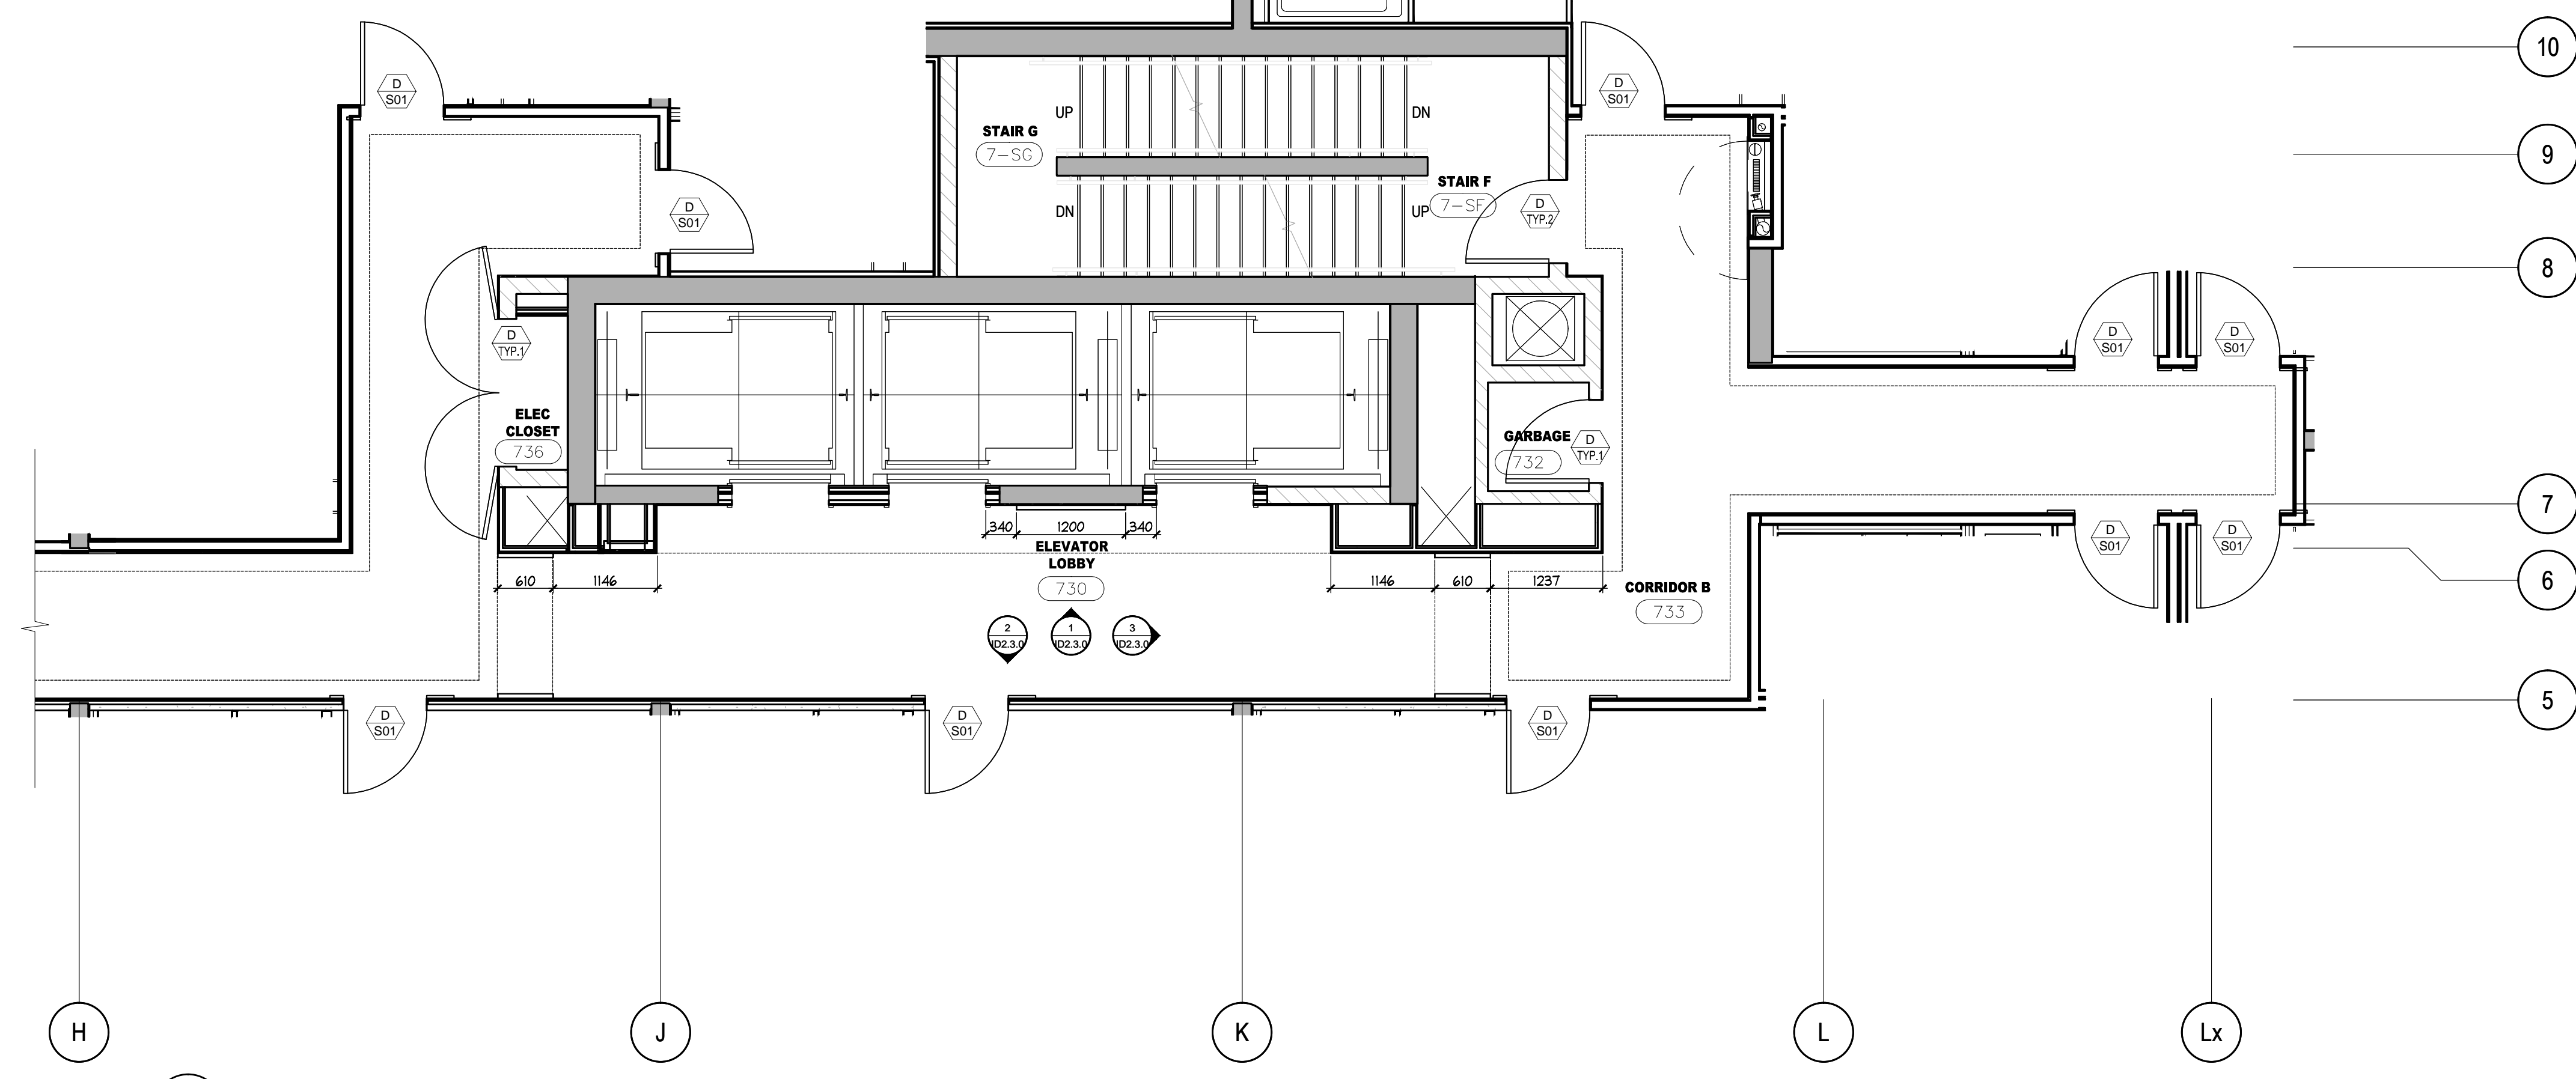 10
D
S01
D
S01
UP
DN
STAIR G
7-SG
9
D
S01
STAIR F
7-SF
DN
UP
D
TYP.2
8
D
TYP.1
D
S01
D
S01
ELEC
CLOSET
736
GARBAGE
732
D
TYP.1
7
340
1200
340
D
S01
D
S01
ELEVATOR
LOBBY
730
610
1146
1146
610
1237
CORRIDOR B
733
6
2
ID2.3.0
1
ID2.3.0
3
ID2.3.0
5
D
S01
D
S01
D
S01
H
J
K
L
Lx